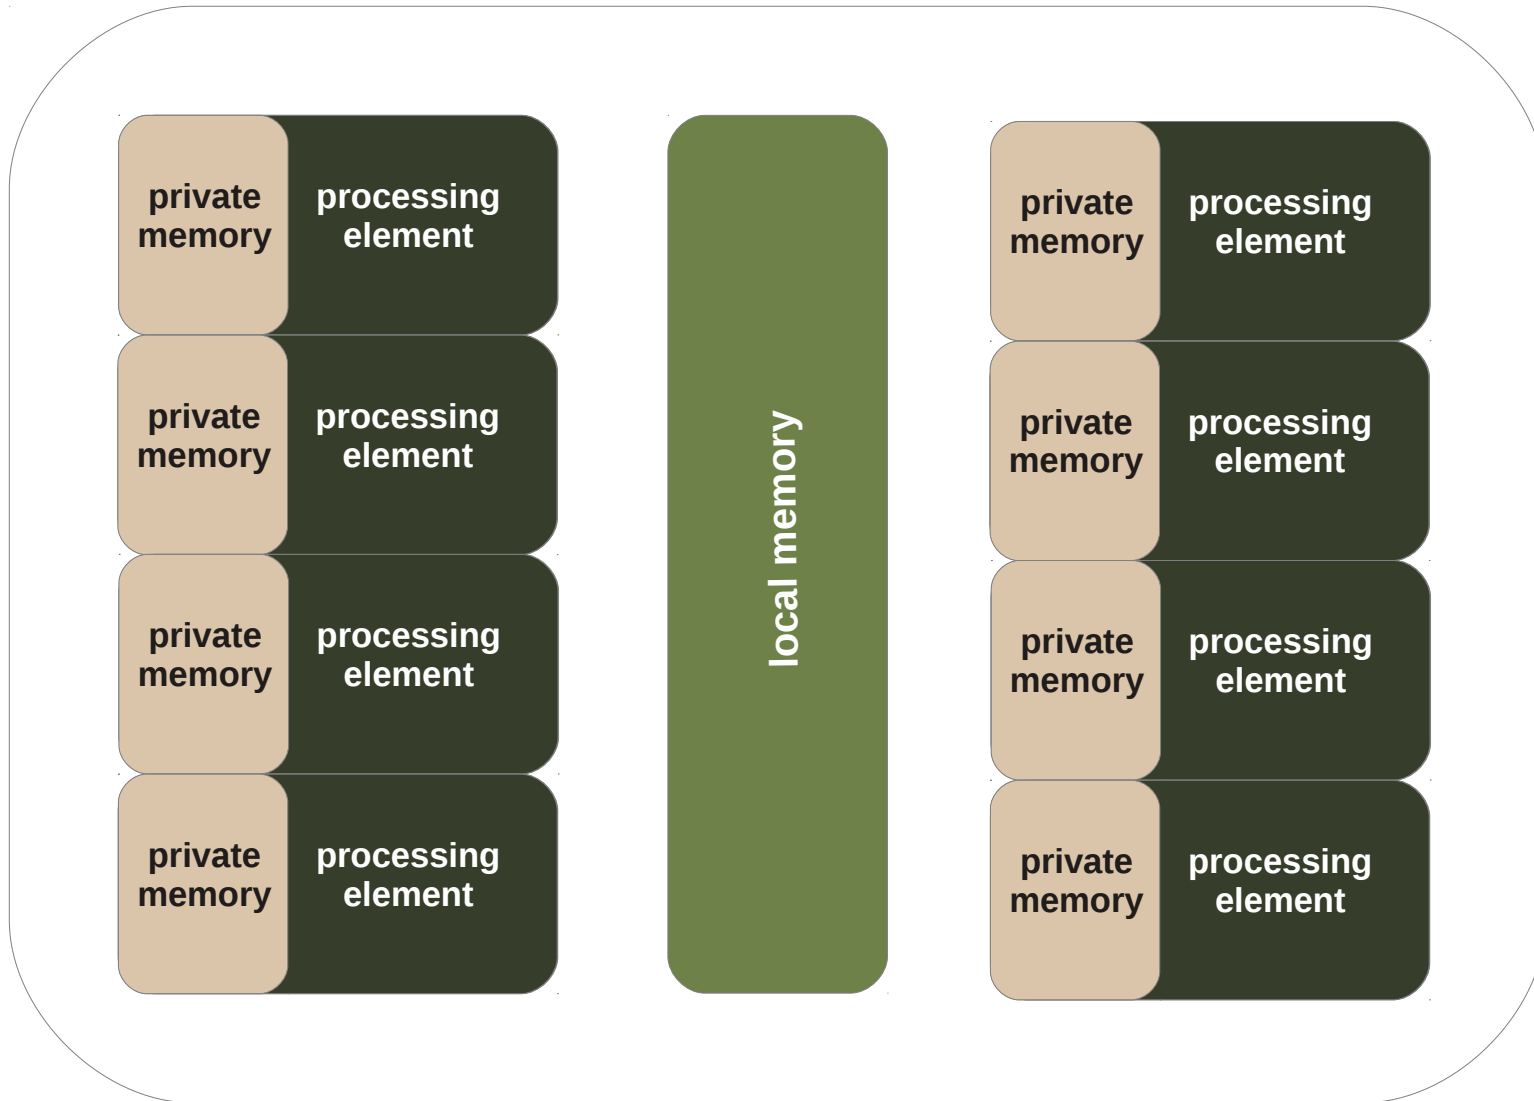 private
memory
processing
element
private
memory
processing
element
private
memory
processing
element
private
memory
processing
element
local memory
private
memory
processing
element
private
memory
processing
element
private
memory
processing
element
private
memory
processing
element